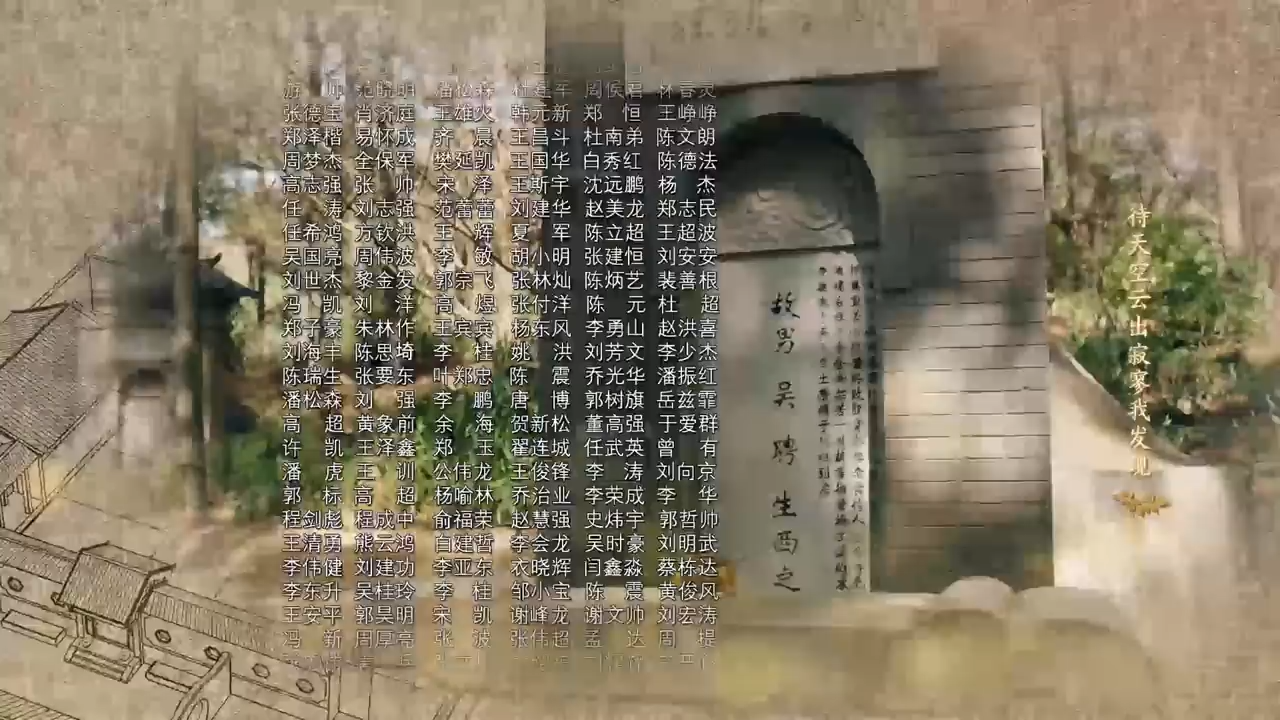 张德宝 肖济庭 王雄火 韩元新 郑恒 王峥峥
郑泽楷 易怀成 齐晨 王昌斗 杜南弟 陈文朗
周梦杰 金保军 樊延凯 王国华 白秀红 陈德法
高志强 张帅 宋泽 王斯宇 沈远鹏 杨杰
任涛 刘志强 范蕾蕾 刘建华 赵美龙 郑志民
任希鸿 方钦洪 王辉 夏军 陈立超 王超波
吴国亮 周伟波 李敏 胡小明 张建恒 刘安安
刘世杰 黎金发 郭宗飞 张林灿 陈炳艺 裴善根
冯凯 刘洋 高煜 张付洋 陈元 杜超
郑子豪 朱林作 王宾宾 杨东风 李勇山 赵洪喜
刘海丰 陈思埼 李桂 姚洪 刘芳文 李少杰
陈瑞生 张要东 叶郑忠 陈震 乔光华 潘振红
潘松森 刘强 李鹏 唐博 郭树旗 岳兹霏
高超 黄象前 余海 贺新松 董高强 于爱群
许凯 王泽鑫 郑玉 翟连城 任武英 曾有
潘虎 王训 公伟龙 王俊锋 李涛 刘向京
郭标 高超 杨喻林 乔治业 李荣成 李华
程剑彪 程成中 俞福荣 赵慧强 史炜宇 郭哲帅
王清勇 熊云鸿 白建哲 李会龙 吴时豪 刘明武
李伟健 刘建功 李亚东 衣晓辉 闫鑫淼 蔡栋达
李东升 吴桂玲 李桂 邹小宝 陈震 黄俊风
王安平 郭昊明 宋凯 谢峰龙 谢文帅 刘宏涛
冯新 周厚亮 张波 张伟超 孟达 周提
故男吴聘生西之
待天空云出寂寥我发地